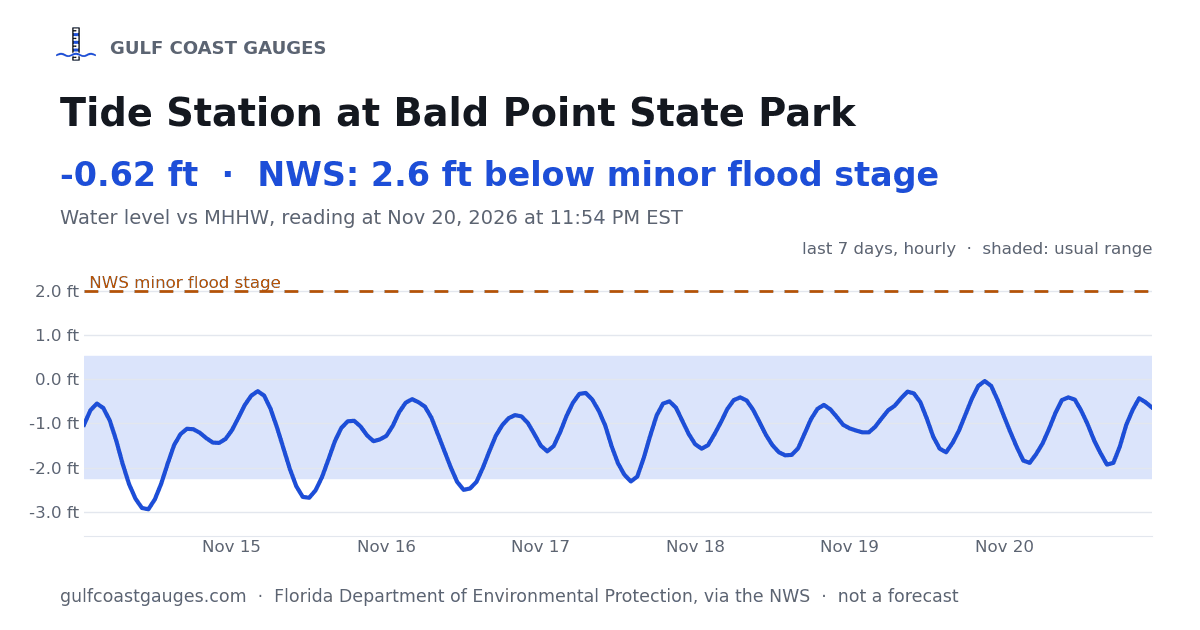 GULF COAST GAUGES
Tide Station at Bald Point State Park
-0.62 ft · NWS: 2.6 ft below minor flood stage
Water level vs MHHW, reading at Nov 20, 2026 at 11:54 PM EST
last 7 days, hourly · shaded: usual range
NWS minor flood stage
2.0 ft
1.0 ft
0.0 ft
-1.0 ft
-2.0 ft
-3.0 ft
Nov 15 Nov 16 Nov 17 Nov 18 Nov 19 Nov 20
gulfcoastgauges.com · Florida Department of Environmental Protection, via the NWS · not a forecast